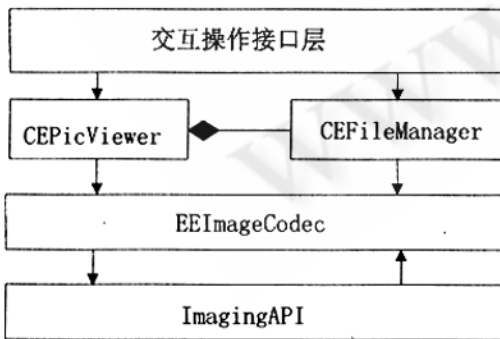 交互操作接口层
CEPicViewer
CEFileManager
EEImageCodec
ImagingAPI